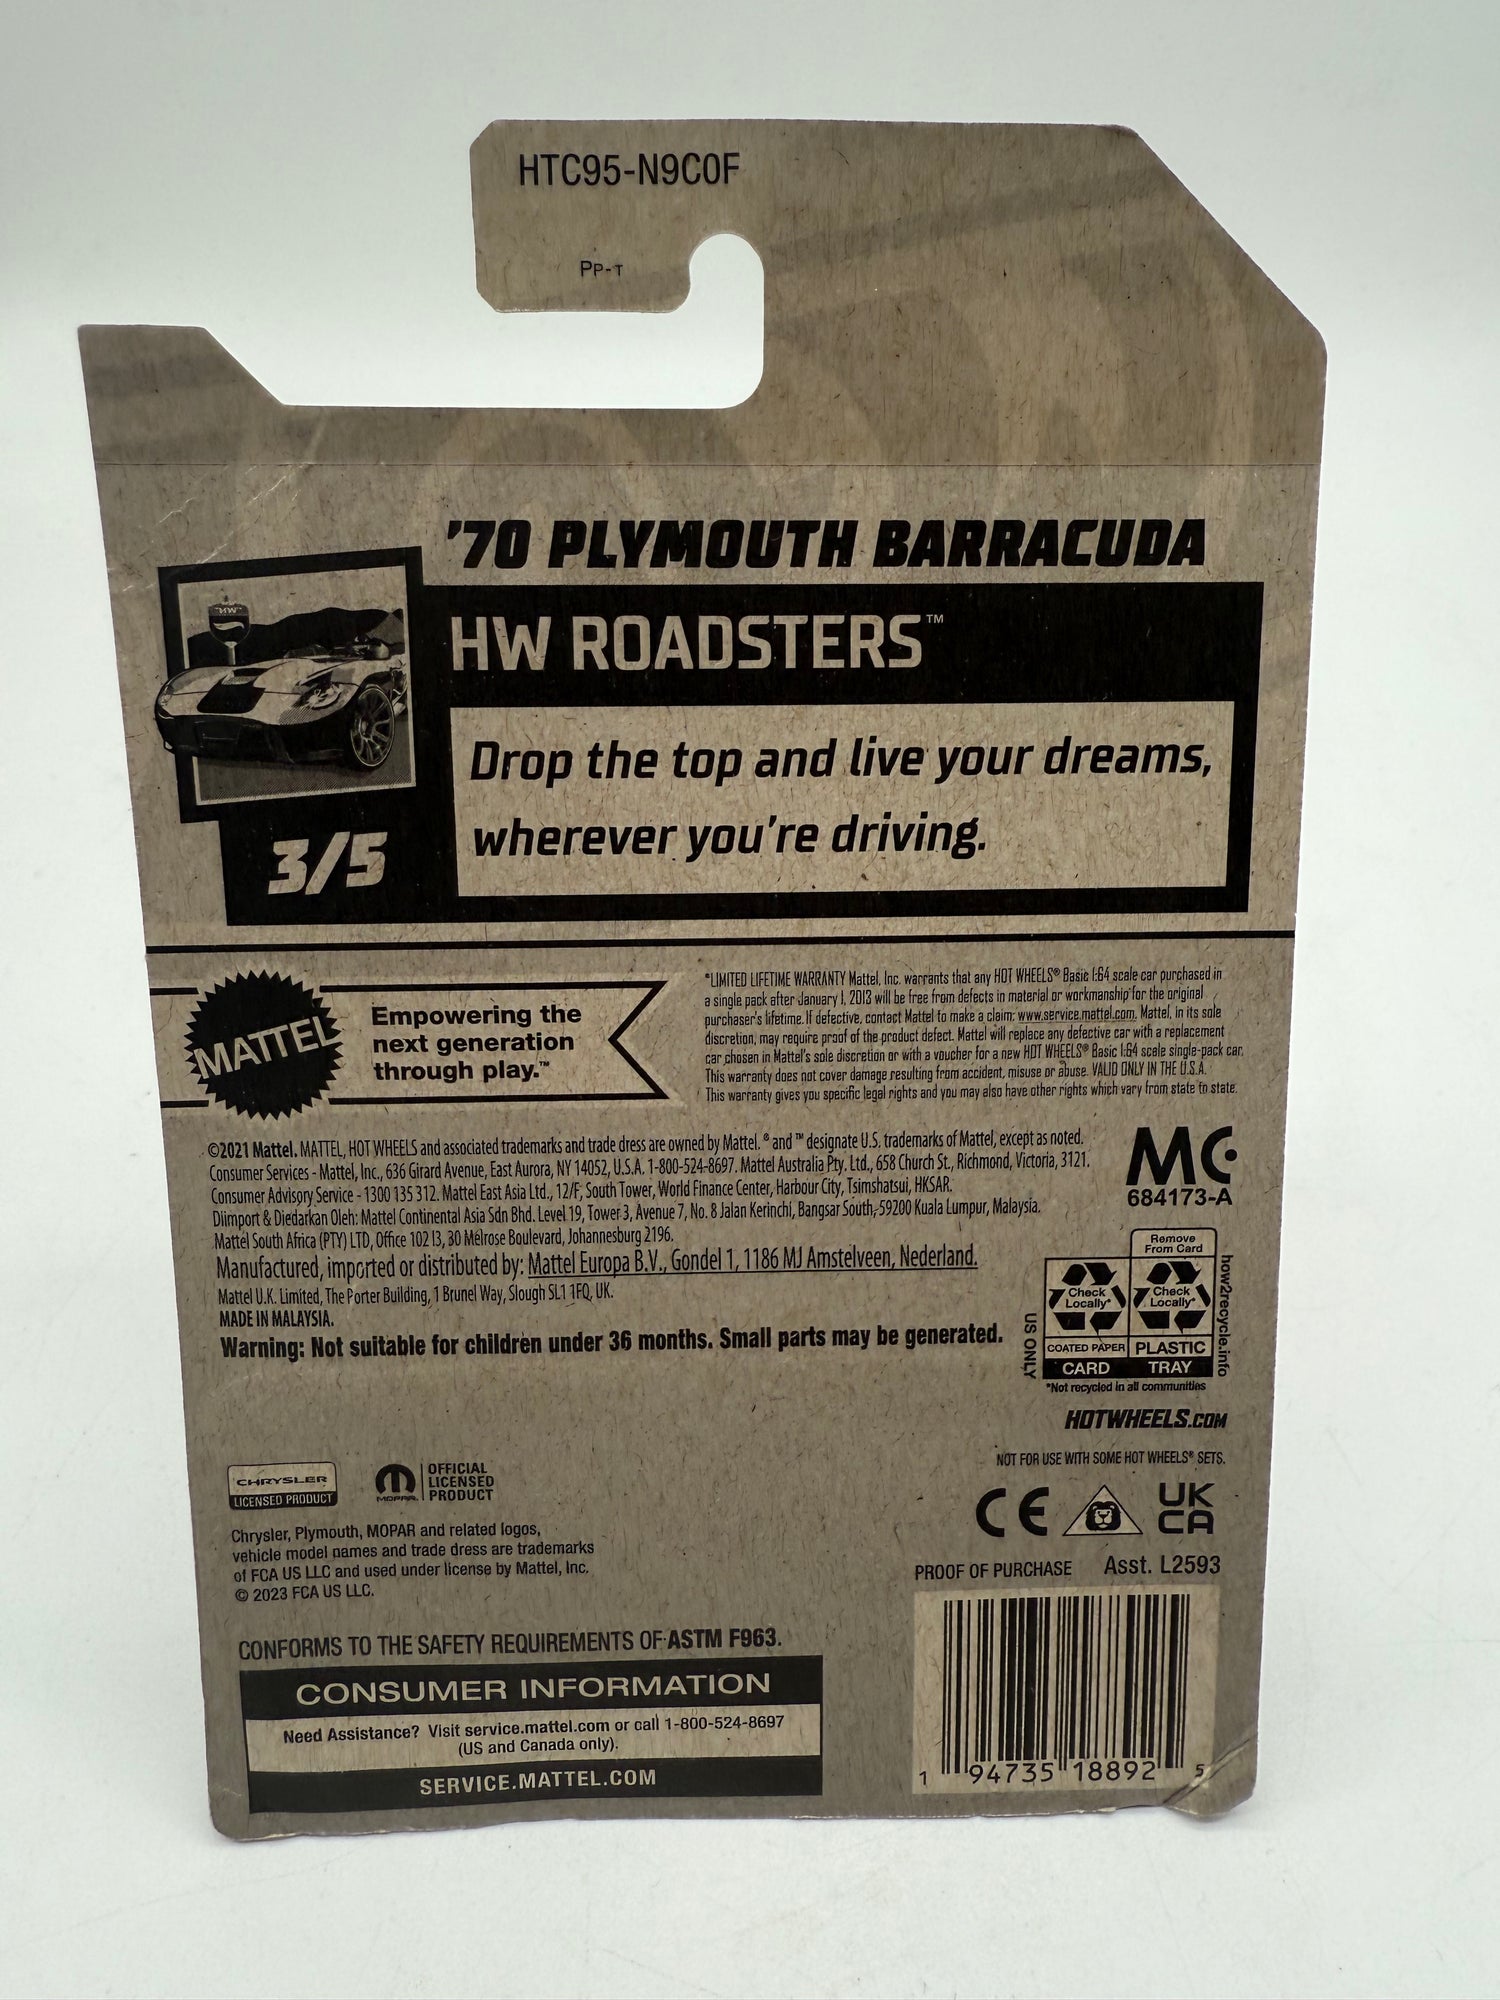 HTC95-N9C0F
PP-T
'70 PLYMOUTH BARRACUDA
HW ROADSTERS™
Drop the top and live your dreams,
wherever you're driving.
HW
3/5
MATTEL
Empowering the
next generation
through play.™
*LIMITED LIFETIME WARRANTY Mattel, Inc. warrants that any HOT WHEELS® Basic 1:64 scale car purchased in
a single pack after January 1, 2013 will be free from defects in material or workmanship for the original
purchaser's lifetime. If defective, contact Mattel to make a claim: www.service.mattel.com. Mattel, in its sole
discretion, may require proof of the product defect. Mattel will replace any defective car with a replacement
car chosen in Mattel's sole discretion or with a voucher for a new HOT WHEELS® Basic 1:64 scale single-pack car.
This warranty does not cover damage resulting from accident, misuse or abuse. VALID ONLY IN THE U.S.A.
This warranty gives you specific legal rights and you may also have other rights which vary from state to state.
©2021 Mattel. MATTEL, HOT WHEELS and associated trademarks and trade dress are owned by Mattel. ® and ™ designate U.S. trademarks of Mattel, except as noted.
Consumer Services - Mattel, Inc., 636 Girard Avenue, East Aurora, NY 14052, U.S.A. 1-800-524-8697. Mattel Australia Pty. Ltd., 658 Church St., Richmond, Victoria, 3121.
Consumer Advisory Service - 1300 135 312. Mattel East Asia Ltd., 12/F, South Tower, World Finance Center, Harbour City, Tsimshatsui, HKSAR.
Diimport & Diedarkan Oleh: Mattel Continental Asia Sdn Bhd. Level 19, Tower 3, Avenue 7, No. 8 Jalan Kerinchi, Bangsar South, 59200 Kuala Lumpur, Malaysia.
Mattel South Africa (PTY) LTD, Office 102 I3, 30 Melrose Boulevard, Johannesburg 2196.
Manufactured, imported or distributed by: Mattel Europa B.V., Gondel 1, 1186 MJ Amstelveen, Nederland.
Mattel U.K. Limited, The Porter Building, 1 Brunel Way, Slough SL1 1FQ, UK.
MADE IN MALAYSIA.
Warning: Not suitable for children under 36 months. Small parts may be generated.
MC
684173-A
Remove
From Card
Check
Locally*
Check
Locally*
COATED PAPER
PLASTIC
CARD
TRAY
US ONLY
how2recycle.info
*Not recycled in all communities
HOTWHEELS.COM
NOT FOR USE WITH SOME HOT WHEELS® SETS.
CE
UK
CA
CHRYSLER
LICENSED PRODUCT
MOPAR.
OFFICIAL
LICENSED
PRODUCT
Chrysler, Plymouth, MOPAR and related logos,
vehicle model names and trade dress are trademarks
of FCA US LLC and used under license by Mattel, Inc.
© 2023 FCA US LLC.
PROOF OF PURCHASE Asst. L2593
1 94735 18892 5
CONFORMS TO THE SAFETY REQUIREMENTS OF ASTM F963.
CONSUMER INFORMATION
Need Assistance? Visit service.mattel.com or call 1-800-524-8697
(US and Canada only).
SERVICE.MATTEL.COM